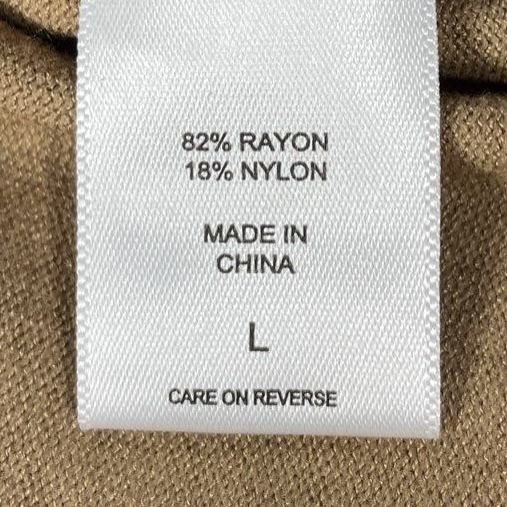 82% RAYON
18% NYLON
MADE IN
CHINA
L
CARE ON REVERSE